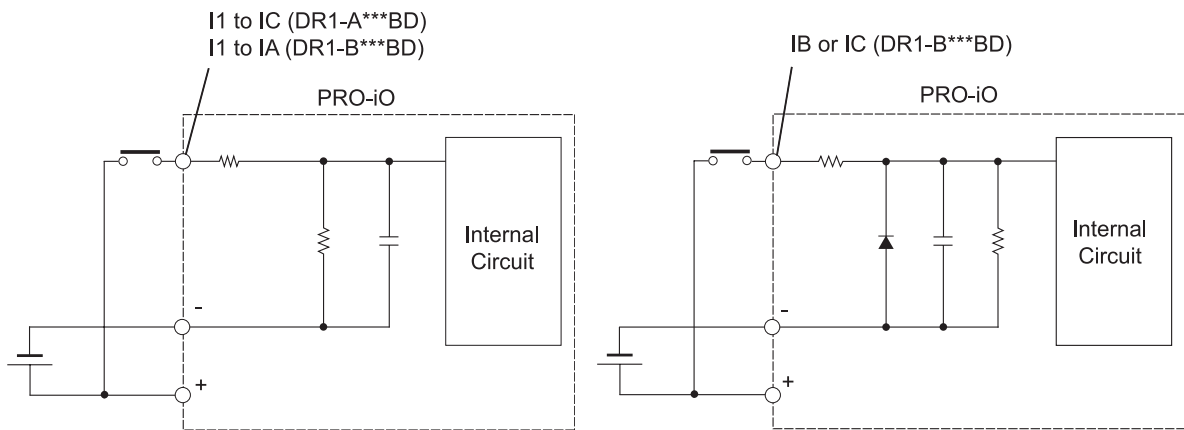 I1 to IC (DR1-A***BD)
I1 to IA (DR1-B***BD)
PRO-iO
Internal
Circuit
-
+
IB or IC (DR1-B***BD)
PRO-iO
Internal
Circuit
-
+